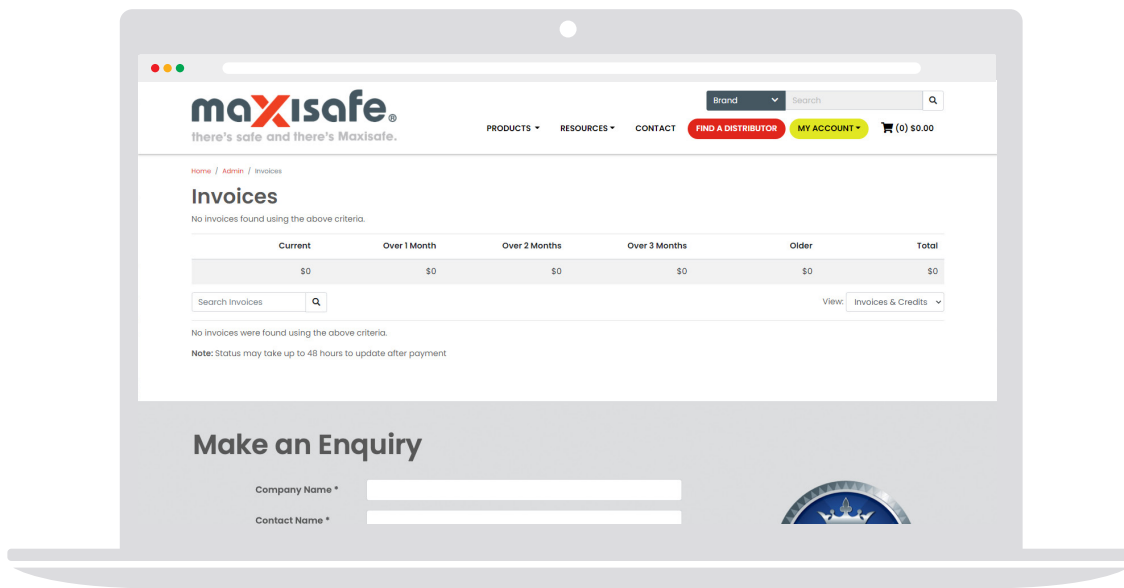 Brand Search
maxisafe®
there's safe and there's Maxisafe.
PRODUCTS RESOURCES CONTACT FIND A DISTRIBUTOR MY ACCOUNT (0) $0.00
Home / Admin / Invoices
Invoices
No invoices found using the above criteria.
Current Over 1 Month Over 2 Months Over 3 Months Older Total
$0 $0 $0 $0 $0 $0
Search Invoices View: Invoices & Credits
No invoices were found using the above criteria.
Note: Status may take up to 48 hours to update after payment
Make an Enquiry
Company Name *
Contact Name *